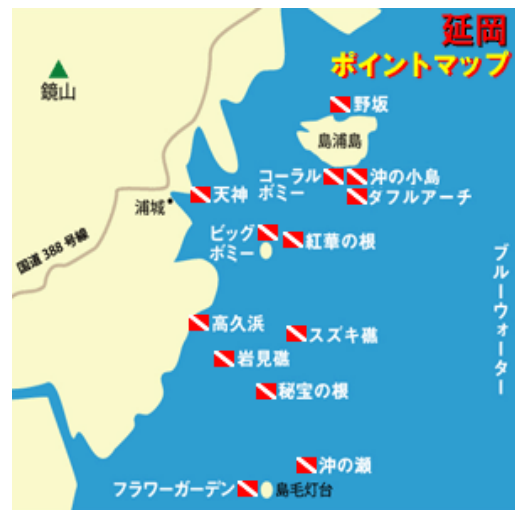 延岡
ポイントマップ
鏡山
野坂
島浦島
コーラル
ボミー
沖の小島
ダフルアーチ
天神
浦城
ビッグ
ボミー
紅華の根
国道388号線
ブルーウォーター
高久浜
スズキ礁
岩見礁
秘宝の根
沖の瀬
フラワーガーデン
島毛灯台